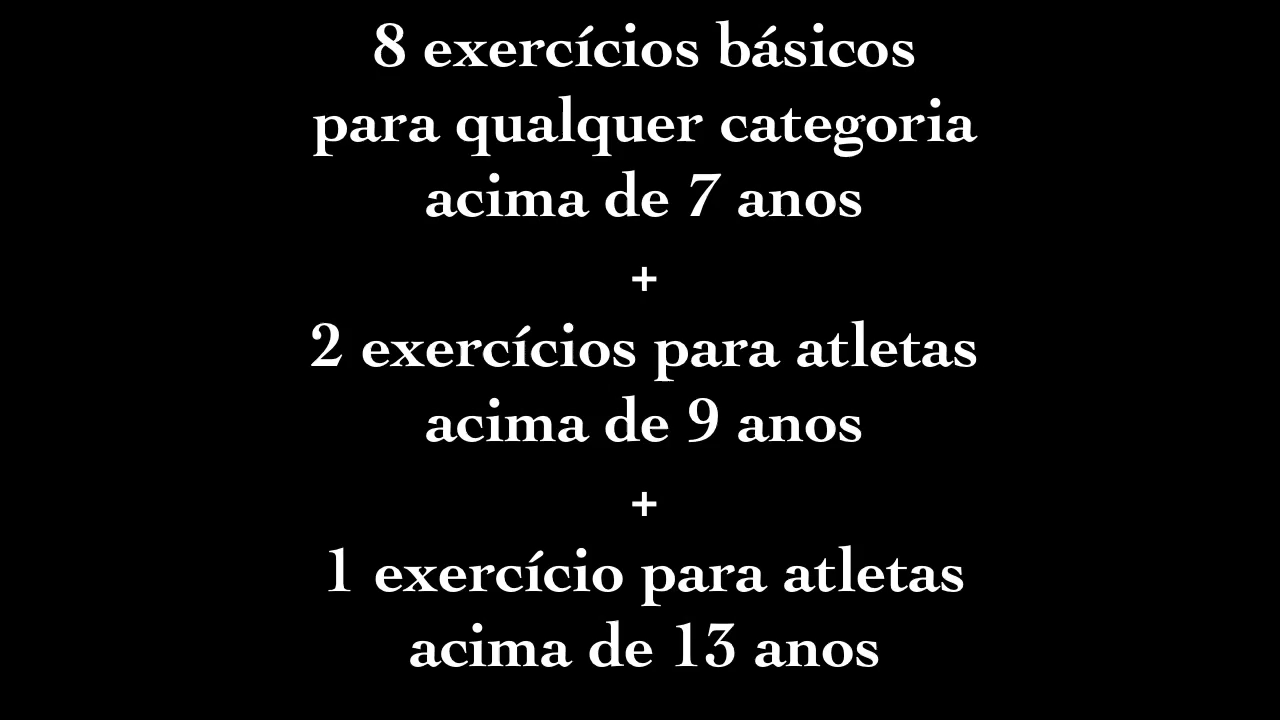 8 exercícios básicos
para qualquer categoria
acima de 7 anos
+
2 exercícios para atletas
acima de 9 anos
+
1 exercício para atletas
acima de 13 anos